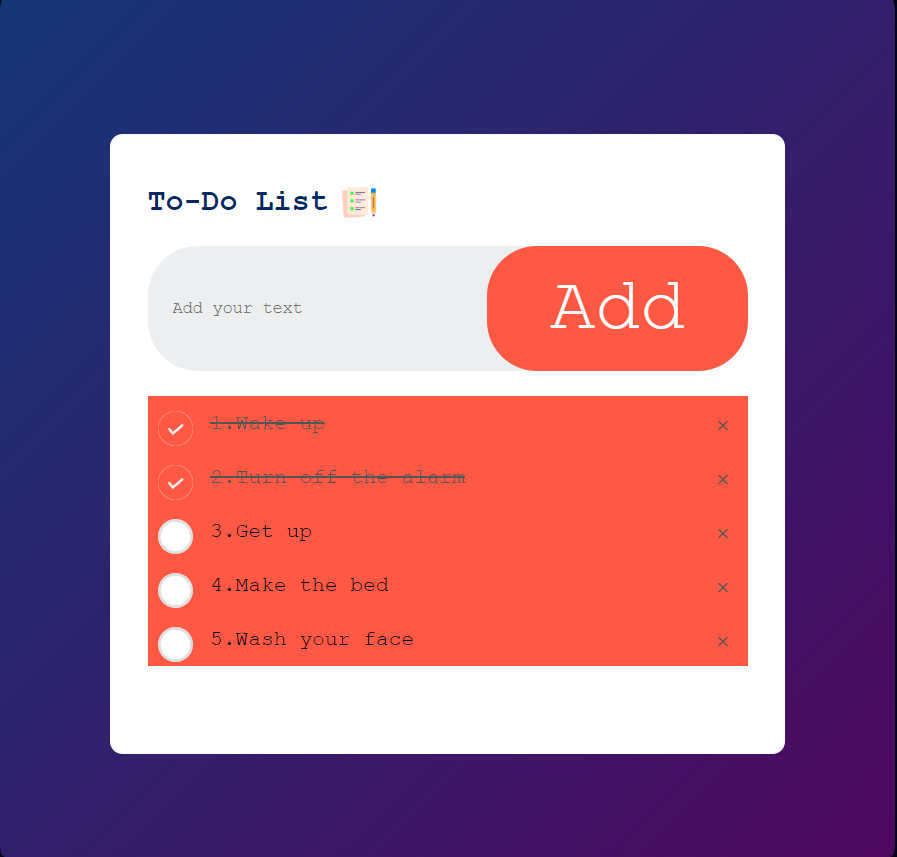 To-Do List
Add your text
Add
1.Wake up
2.Turn off the alarm
3.Get up
4.Make the bed
5.Wash your face